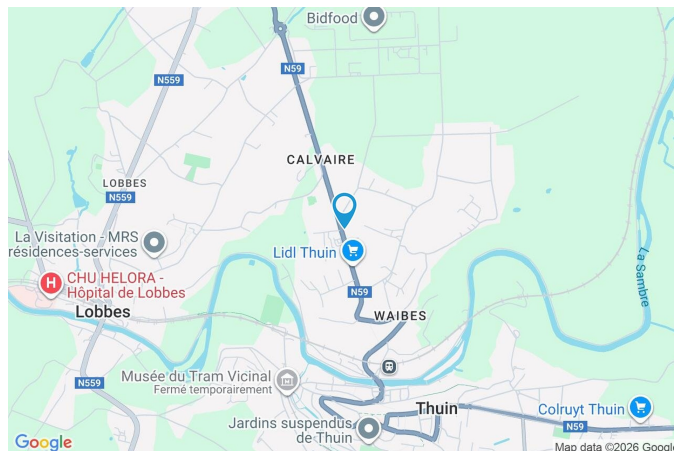 Bidfood
N59
N559
CALVAIRE
LOBBES
N559
La Visitation - MRS
résidences-services
Lidl Thuin
CHU HELORA -
Hôpital de Lobbes
La Sambre
Lobbes
N59
WAIBES
Musée du Tram Vicinal
Fermé temporairement
N559
Thuin
Colruyt Thuin
Jardins suspendus
de Thuin
N59
N559
Google
Map data ©2026 Google